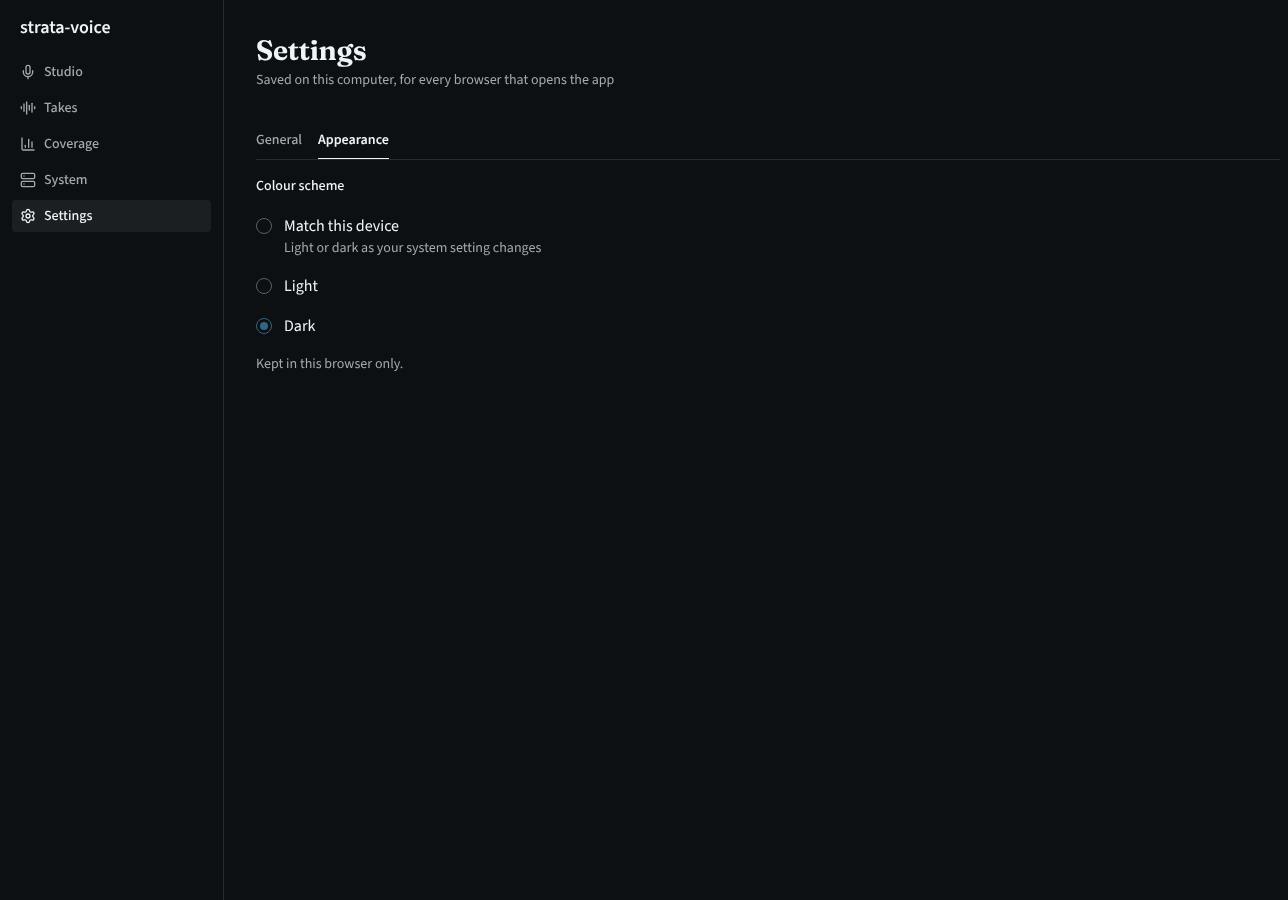 strata-voice
Studio
Takes
Coverage
System
Settings
Settings
Saved on this computer, for every browser that opens the app
General Appearance
Colour scheme
Match this device
Light or dark as your system setting changes
Light
Dark
Kept in this browser only.